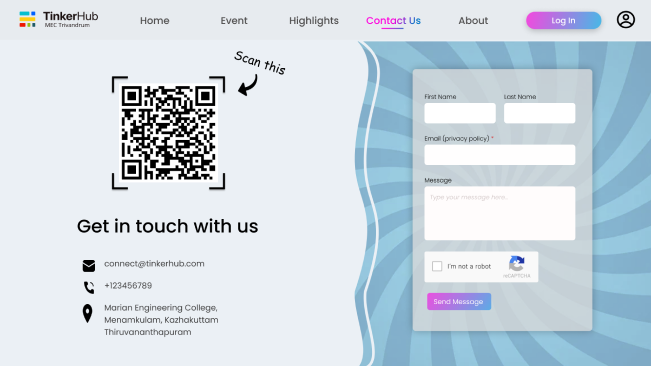 TinkerHub
MEC Trivandrum
Home
Event
Highlights
Contact Us
About
Log In
Scan this
Get in touch with us
connect@tinkerhub.com
+123456789
Marian Engineering College,
Menamkulam, Kazhakuttam
Thiruvananthapuram
First Name
Last Name
Email (privacy policy) *
Message
Type your message here..
I'm not a robot
reCAPTCHA
Send Message